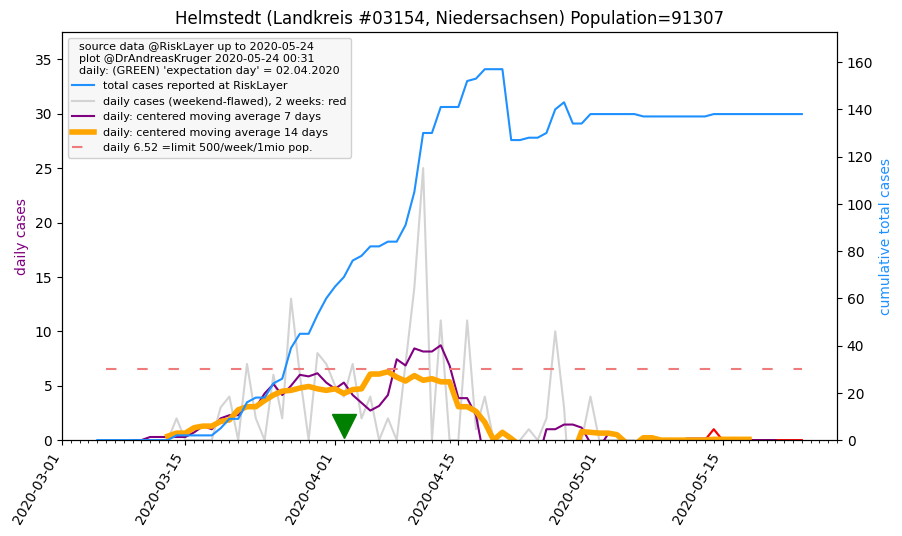 Helmstedt (Landkreis #03154, Niedersachsen) Population=91307
source data @RiskLayer up to 2020-05-24
plot @DrAndreasKruger 2020-05-24 00:31
daily: (GREEN) 'expectation day' = 02.04.2020
total cases reported at RiskLayer
daily cases (weekend-flawed), 2 weeks: red
daily: centered moving average 7 days
daily: centered moving average 14 days
daily 6.52 =limit 500/week/1mio pop.
daily cases
35
30
25
20
15
10
5
0
160
140
120
100
80
60
40
20
0
cumulative total cases
2020-03-01
2020-03-15
2020-04-01
2020-04-15
2020-05-01
2020-05-15